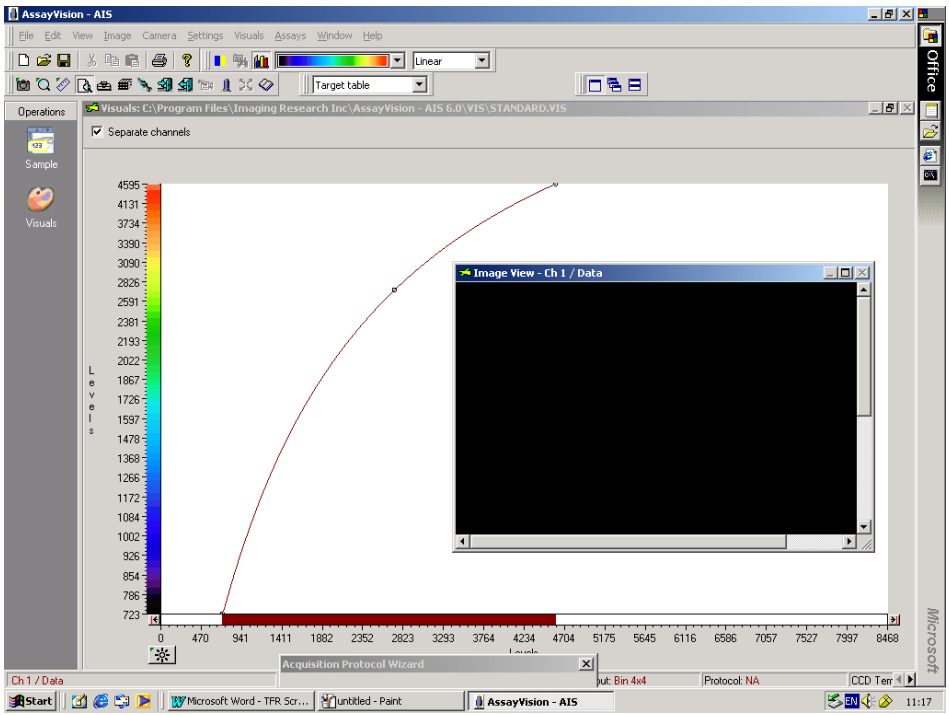 AssayVision - AIS
File Edit View Image Camera Settings Visuals Assays Window Help
Linear
Target table
Operations
Sample
Visuals
Visuals: C:\Program Files\Imaging Research Inc\AssayVision - AIS 6.0\VIS\STANDARD.VIS
Separate channels
4595
4131
3734
3390
3090
2826
2591
2381
2193
2022
1867
1726
1597
1478
1368
1266
1172
1084
1002
926
854
786
723
Levels
Image View - Ch 1 / Data
0 470 941 1411 1882 2352 2823 3293 3764 4234 4704 5175 5645 6116 6586 7057 7527 7997 8468
Acquisition Protocol Wizard
Ch 1 / Data
Bin 4x4
Protocol: NA
CCD
Office
Microsoft
Start
Microsoft Word - TFR Scr...
untitled - Paint
AssayVision - AIS
EN
11:17